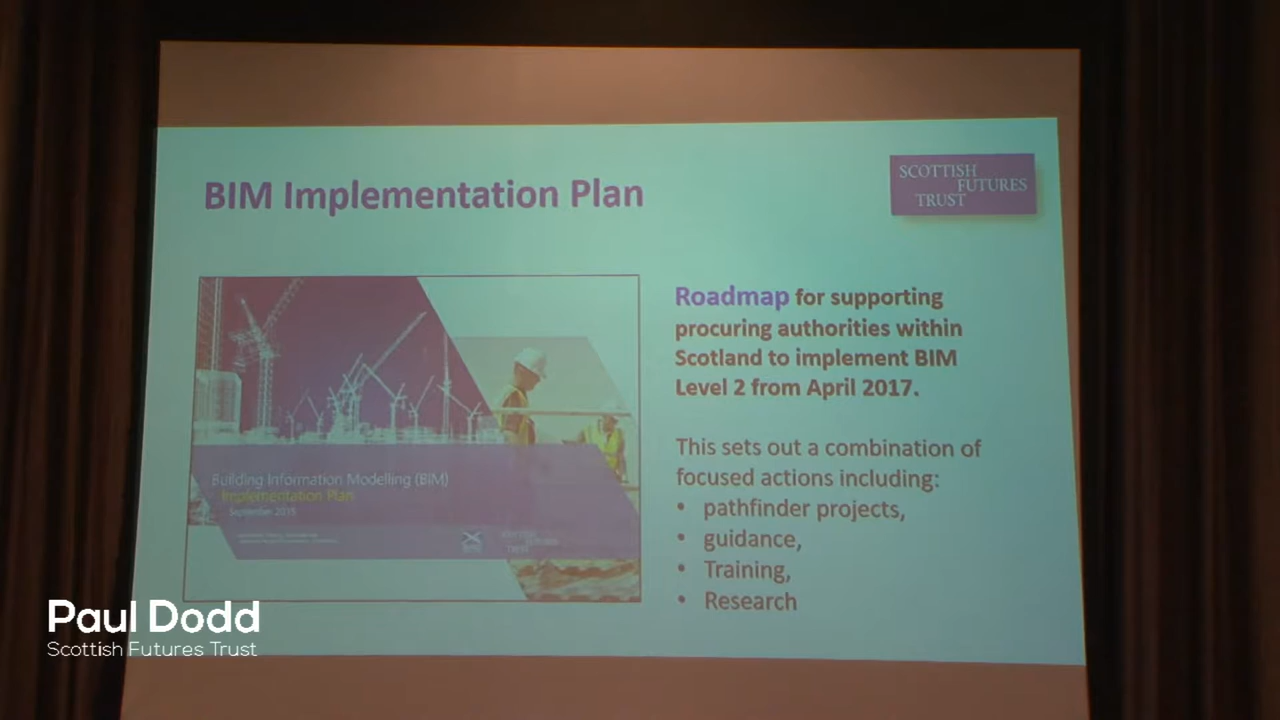 BIM Implementation Plan
SCOTTISH
FUTURES
TRUST
Roadmap for supporting
procuring authorities within
Scotland to implement BIM
Level 2 from April 2017.
This sets out a combination of
focused actions including:
• pathfinder projects,
• guidance,
• Training,
• Research
Building Information Modelling (BIM)
Implementation Plan
September 2015
Paul Dodd
Scottish Futures Trust